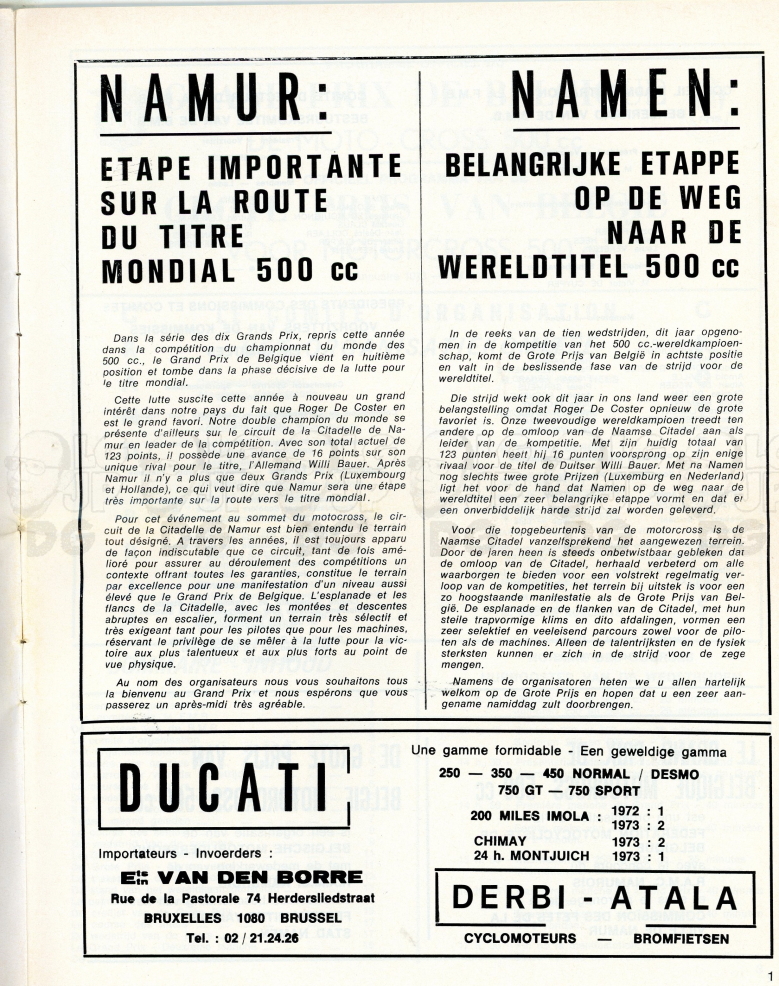 NAMUR:
ETAPE IMPORTANTE
SUR LA ROUTE
DU TITRE
MONDIAL 500 cc
Dans la série des dix Grands Prix, repris cette année
dans la compétition du championnat du monde des
500 cc., le Grand Prix de Belgique vient en huitième
position et tombe dans la phase décisive de la lutte pour
le titre mondial.
Cette lutte suscite cette année à nouveau un grand
intérêt dans notre pays du fait que Roger De Coster en
est le grand favori. Notre double champion du monde se
présente d'ailleurs sur le circuit de la Citadelle de Na-
mur en leader de la compétition. Avec son total actuel de
123 points, il possède une avance de 16 points sur son
unique rival pour le titre, l'Allemand Willi Bauer. Après
Namur il n'y a plus que deux Grands Prix (Luxembourg
et Hollande), ce qui veut dire que Namur sera une étape
très importante sur la route vers le titre mondial.
Pour cet événement au sommet du motocross, le cir-
cuit de la Citadelle de Namur est bien entendu le terrain
tout désigné. A travers les années, il est toujours apparu
de façon indiscutable que ce circuit, tant de fois amé-
lioré pour assurer au déroulement des compétitions un
contexte offrant toutes les garanties, constitue le terrain
par excellence pour une manifestation d'un niveau aussi
élevé que le Grand Prix de Belgique. L'esplanade et les
flancs de la Citadelle, avec les montées et descentes
abruptes en escalier, forment un terrain très sélectif et
très exigeant tant pour les pilotes que pour les machines,
réservant le privilège de se mêler à la lutte pour la vic-
toire aux plus talentueux et aux plus forts au point de
vue physique.
Au nom des organisateurs nous vous souhaitons tous
la bienvenu au Grand Prix et nous espérons que vous
passerez un après-midi très agréable.
NAMEN:
BELANGRIJKE ETAPPE
OP DE WEG
NAAR DE
WERELDTITEL 500 cc
In de reeks van de tien wedstrijden, dit jaar opgeno-
men in de kompetitie van het 500 cc.-wereldkampioen-
schap, komt de Grote Prijs van België in achtste positie
en valt in de beslissende fase van de strijd voor de
wereldtitel.
Die strijd wekt ook dit jaar in ons land weer een grote
belangstelling omdat Roger De Coster opnieuw de grote
favoriet is. Onze tweevoudige wereldkampioen treedt ten
andere op de omloop van de Naamse Citadel aan als
leider van de kompetitie. Met zijn huidig totaal van
123 punten heeft hij 16 punten voorsprong op zijn enige
rivaal voor de titel de Duitser Willi Bauer. Met na Namen
nog slechts twee grote Prijzen (Luxemburg en Nederland)
ligt het voor de hand dat Namen op de weg naar de
wereldtitel een zeer belangrijke etappe vormt en dat er
een onverbiddelijk harde strijd zal worden geleverd.
Voor die topgebeurtenis van de motorcross is de
Naamse Citadel vanzelfsprekend het aangewezen terrein.
Door de jaren heen is steeds onbetwistbaar gebleken dat
de omloop van de Citadel, herhaald verbeterd om alle
waarborgen te bieden voor een volstrekt regelmatig ver-
loop van de kompetities, het terrein bij uitstek is voor een
zo hoogstaande manifestatie als de Grote Prijs van Bel-
gië. De esplanade en de flanken van de Citadel, met hun
steile trapvormige klims en dito afdalingen, vormen een
zeer selektief en veeleisend parcours zowel voor de pilo-
ten als de machines. Alleen de talentrijksten en de fysiek
sterksten kunnen er zich in de strijd voor de zege
mengen.
Namens de organisatoren heten we u allen hartelijk
welkom op de Grote Prijs en hopen dat u een zeer aan-
gename namiddag zult doorbrengen.
DUCATI
Importateurs - Invoerders :
Ets VAN DEN BORRE
Rue de la Pastorale 74 Herdersliedstraat
BRUXELLES 1080 BRUSSEL
Tel. : 02 / 21.24.26
Une gamme formidable - Een geweldige gamma
250 — 350 — 450 NORMAL / DESMO
750 GT — 750 SPORT
200 MILES IMOLA : 1972 : 1
1973 : 2
CHIMAY 1973 : 2
24 h. MONTJUICH 1973 : 1
DERBI - ATALA
CYCLOMOTEURS — BROMFIETSEN
1